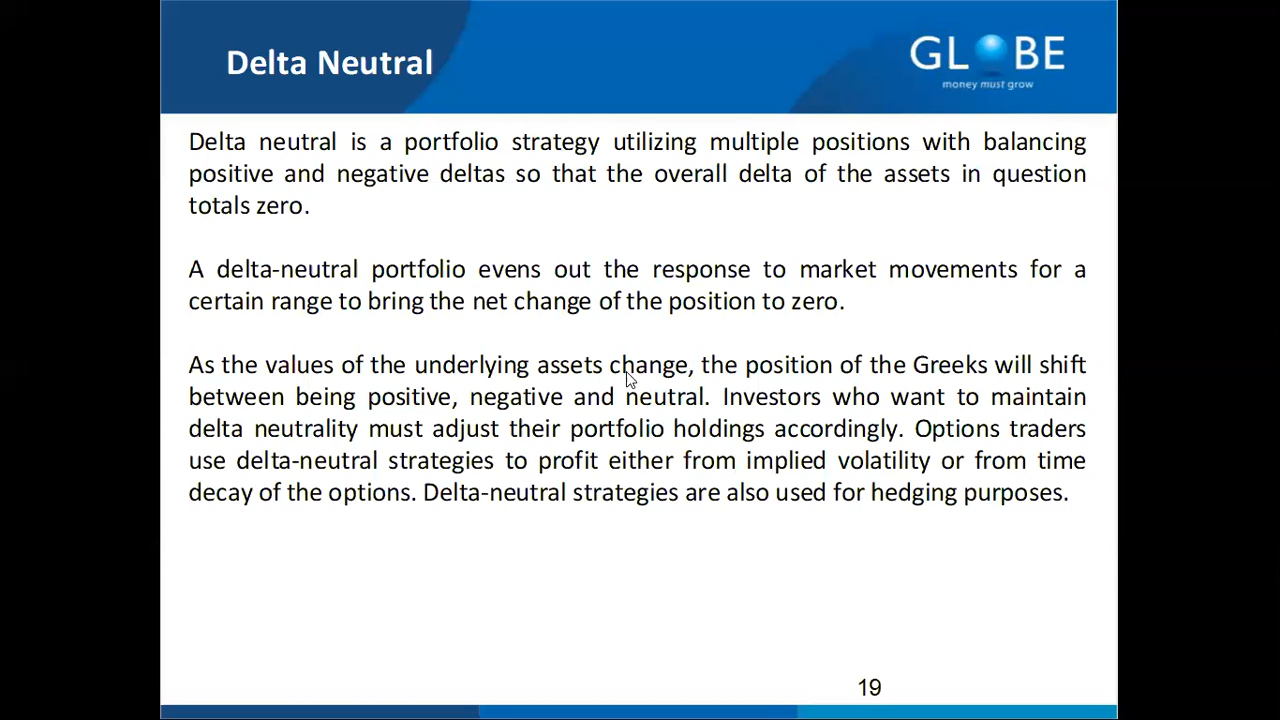 Delta Neutral
GLOBE
money must grow
Delta neutral is a portfolio strategy utilizing multiple positions with balancing
positive and negative deltas so that the overall delta of the assets in question
totals zero.
A delta-neutral portfolio evens out the response to market movements for a
certain range to bring the net change of the position to zero.
As the values of the underlying assets change, the position of the Greeks will shift
between being positive, negative and neutral. Investors who want to maintain
delta neutrality must adjust their portfolio holdings accordingly. Options traders
use delta-neutral strategies to profit either from implied volatility or from time
decay of the options. Delta-neutral strategies are also used for hedging purposes.
19